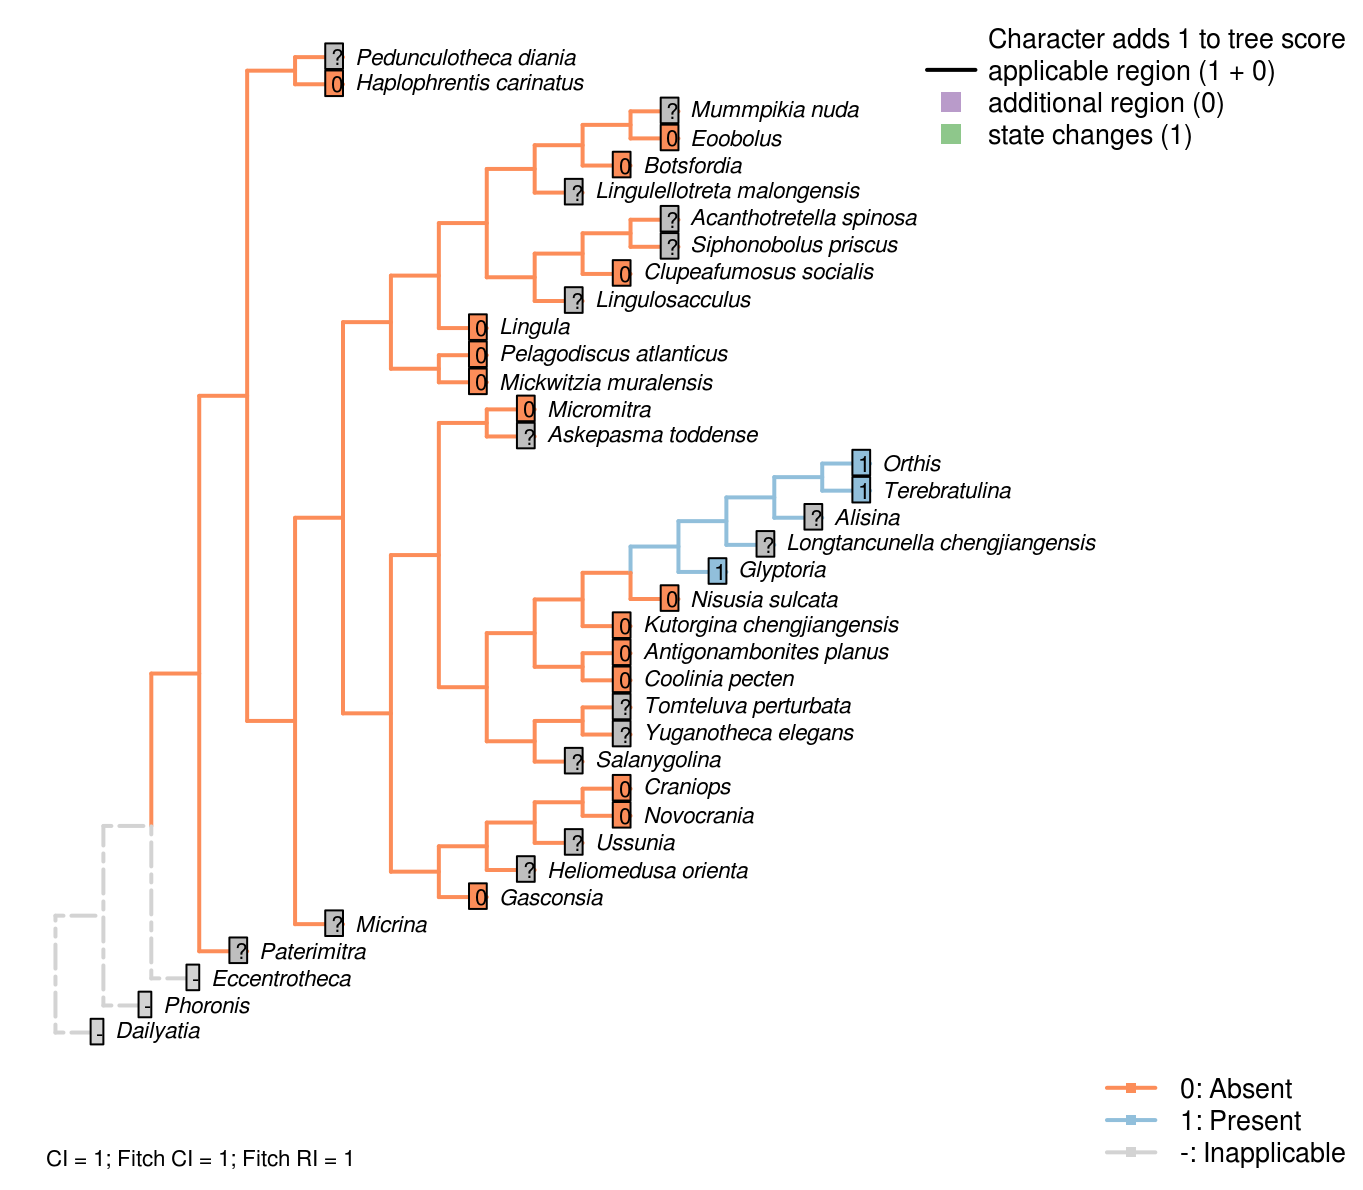 Character adds 1 to tree score
applicable region (1 + 0)
additional region (0)
state changes (1)
? Pedunculotheca diania
0 Haplophrentis carinatus
? Mummpikia nuda
0 Eoobolus
0 Botsfordia
? Lingulellotreta malongensis
? Acanthotretella spinosa
? Siphonobolus priscus
0 Clupeafumosus socialis
? Lingulosacculus
0 Lingula
0 Pelagodiscus atlanticus
0 Mickwitzia muralensis
0 Micromitra
? Askepasma toddense
1 Orthis
1 Terebratulina
? Alisina
? Longtancunella chengjiangensis
1 Glyptoria
0 Nisusia sulcata
0 Kutorgina chengjiangensis
0 Antigonambonites planus
0 Coolinia pecten
? Tomteluva perturbata
? Yuganotheca elegans
? Salanygolina
0 Craniops
0 Novocrania
? Ussunia
? Heliomedusa orienta
0 Gasconsia
? Micrina
? Paterimitra
- Eccentrotheca
- Phoronis
- Dailyatia
0: Absent
1: Present
-: Inapplicable
CI = 1; Fitch CI = 1; Fitch RI = 1